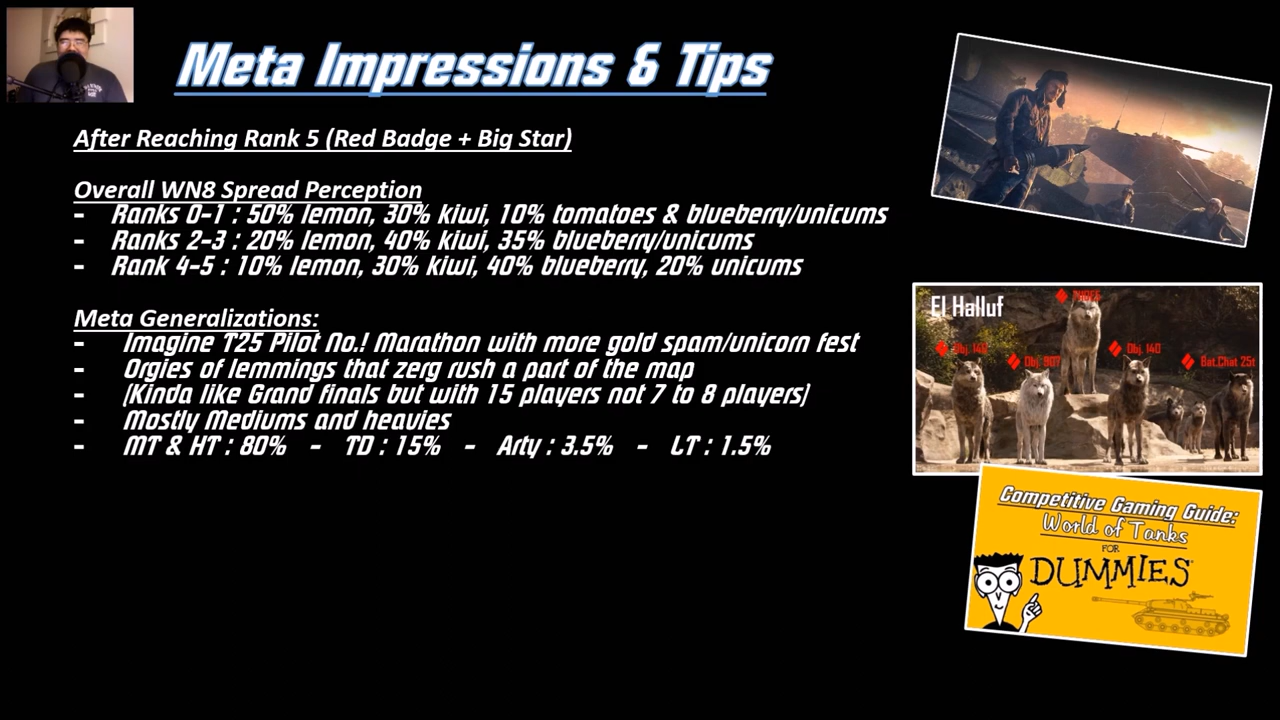 Meta Impressions & Tips
After Reaching Rank 5 (Red Badge + Big Star)
Overall WN8 Spread Perception
- Ranks 0-1 : 50% lemon, 30% kiwi, 10% tomatoes & blueberry/unicums
- Ranks 2-3 : 20% lemon, 40% kiwi, 35% blueberry/unicums
- Rank 4-5 : 10% lemon, 30% kiwi, 40% blueberry, 20% unicums
Meta Generalizations:
- Imagine T25 Pilot No.! Marathon with more gold spam/unicorn fest
- Orgies of lemmings that zerg rush a part of the map
- (Kinda like Grand finals but with 15 players not 7 to 8 players)
- Mostly Mediums and heavies
- MT & HT : 80% - TD : 15% - Arty : 3.5% - LT : 1.5%
El Halluf
Obj. 140
Bat.Chat 25t
Competitive Gaming Guide:
World of Tanks
FOR
DUMMIES